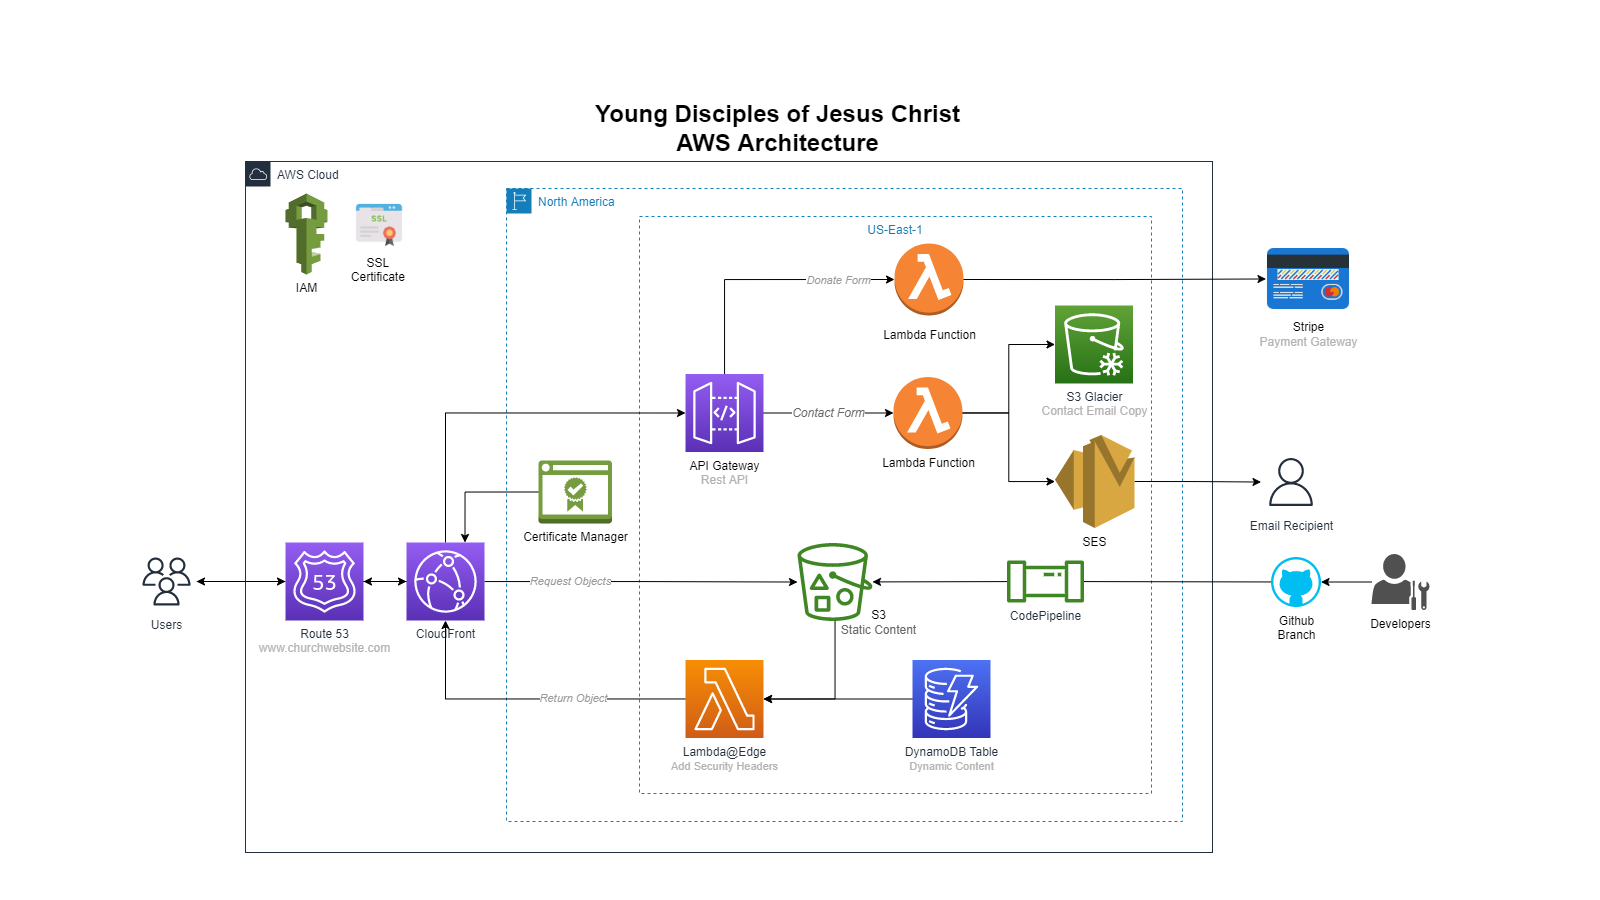 Young Disciples of Jesus Christ
AWS Architecture
AWS Cloud
IAM
SSL
SSL
Certificate
North America
US-East-1
Donate Form
Lambda Function
Stripe
Payment Gateway
S3 Glacier
Contact Email Copy
API Gateway
Rest API
Contact Form
Lambda Function
Certificate Manager
SES
Email Recipient
Users
53
Route 53
www.churchwebsite.com
CloudFront
Request Objects
S3
Static Content
CodePipeline
Github
Branch
Developers
Return Object
Lambda@Edge
Add Security Headers
DynamoDB Table
Dynamic Content